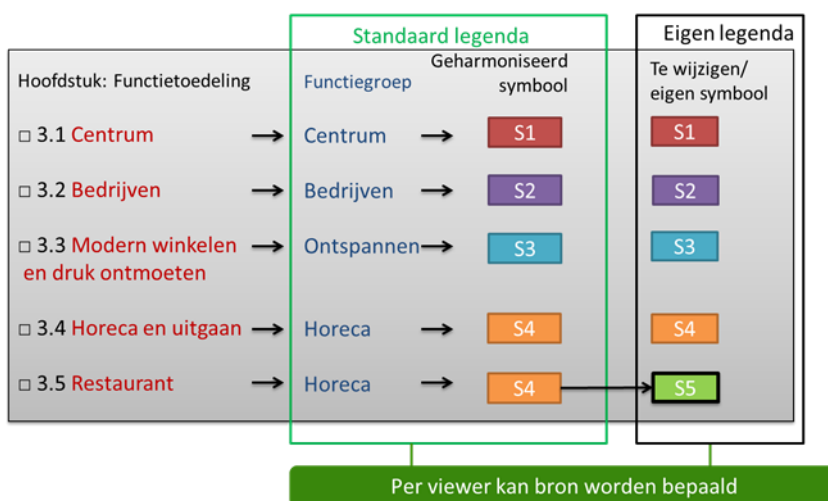 Standaard legenda
Eigen legenda
Hoofdstuk: Functietoedeling
Functiegroep
Geharmoniseerd
symbool
Te wijzigen/
eigen symbool
□ 3.1 Centrum
Centrum
S1
S1
□ 3.2 Bedrijven
Bedrijven
S2
S2
□ 3.3 Modern winkelen
en druk ontmoeten
Ontspannen
S3
S3
□ 3.4 Horeca en uitgaan
Horeca
S4
S4
□ 3.5 Restaurant
Horeca
S4
S5
Per viewer kan bron worden bepaald